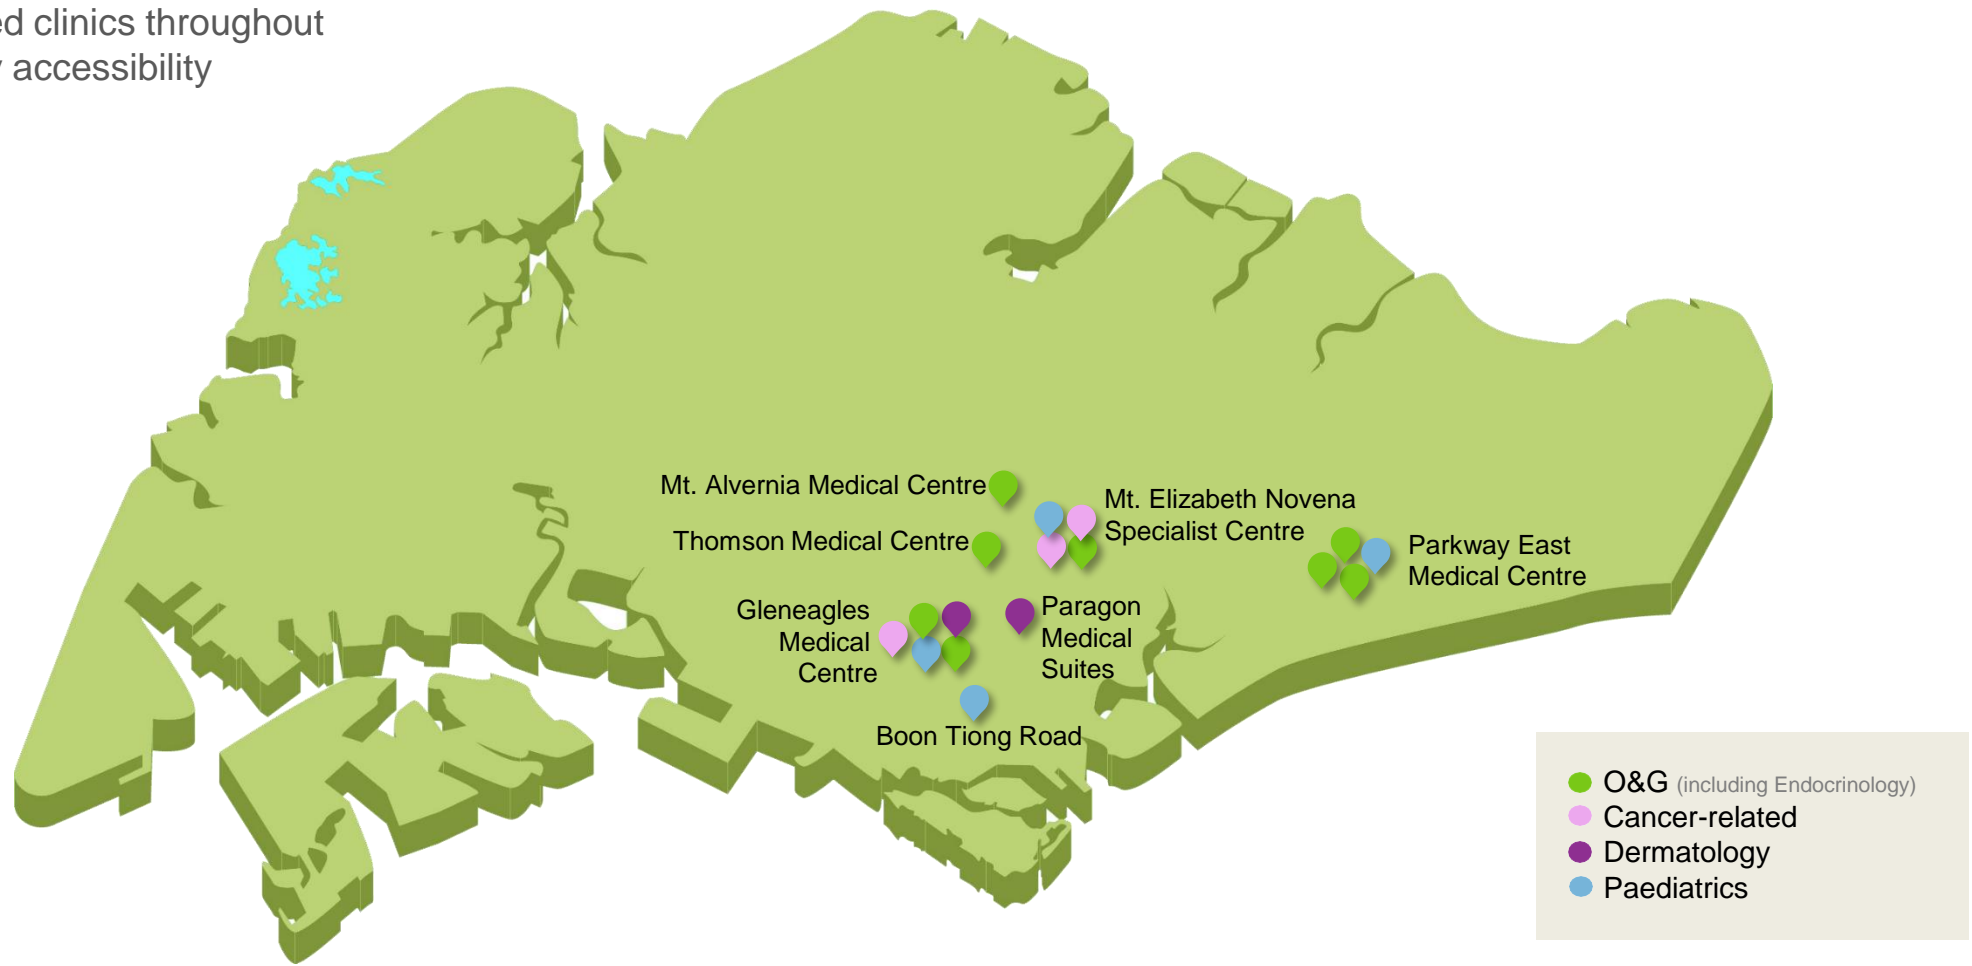 ed clinics throughout
y accessibility
Mt. Alvernia Medical Centre
Mt. Elizabeth Novena
Specialist Centre
Thomson Medical Centre
Parkway East
Medical Centre
Gleneagles
Medical
Centre
Paragon
Medical
Suites
Boon Tiong Road
O&G (including Endocrinology)
Cancer-related
Dermatology
Paediatrics